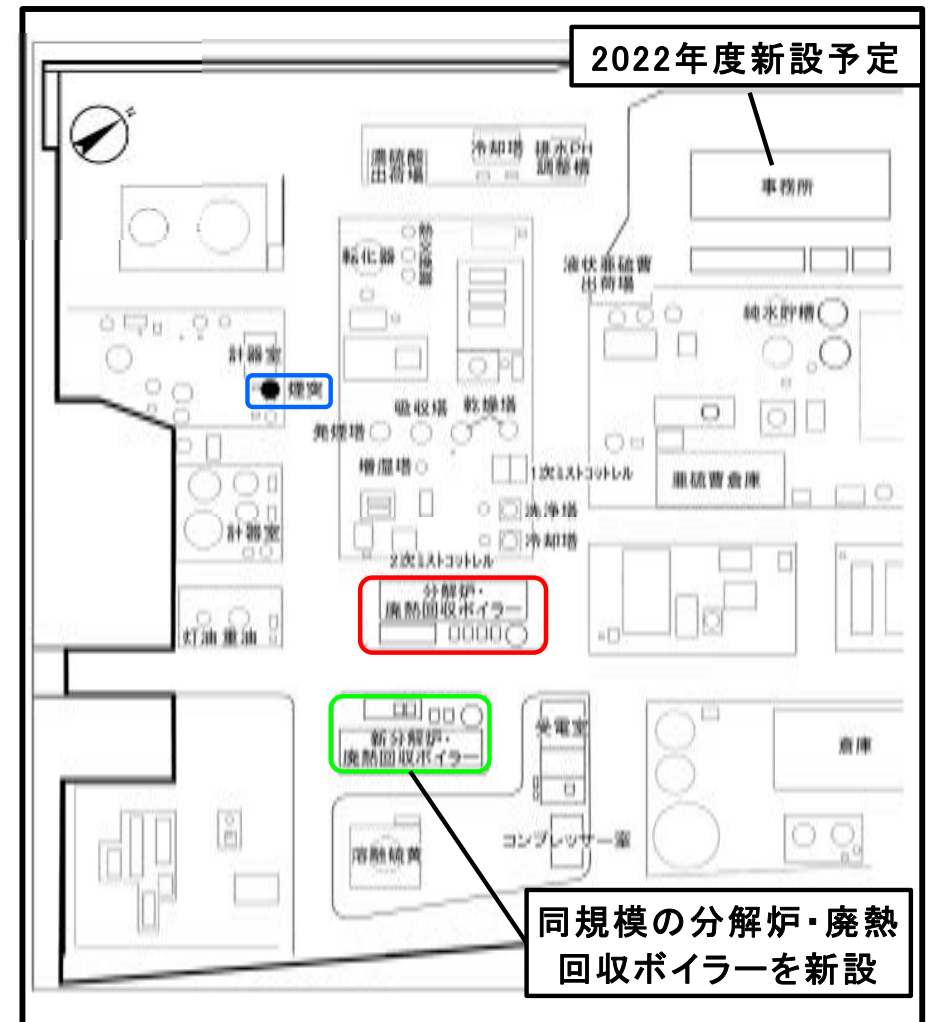 2022年度新設予定
N
濃硫酸
出荷場
冷却塔
排水PH
調整槽
事務所
転化器
熱交換器
液状亜硫曹
出荷場
純水貯槽
計器室
煙突
吸収塔
乾燥塔
発煙塔
増湿塔
1次ミストコットレル
亜硫曹倉庫
洗浄塔
冷却塔
計器室
2次ミストコットレル
分解炉・
廃熱回収ボイラー
灯油
重油
新分解炉・
廃熱回収ボイラー
受電室
倉庫
コンプレッサー室
溶融硫黄
同規模の分解炉・廃熱
回収ボイラーを新設